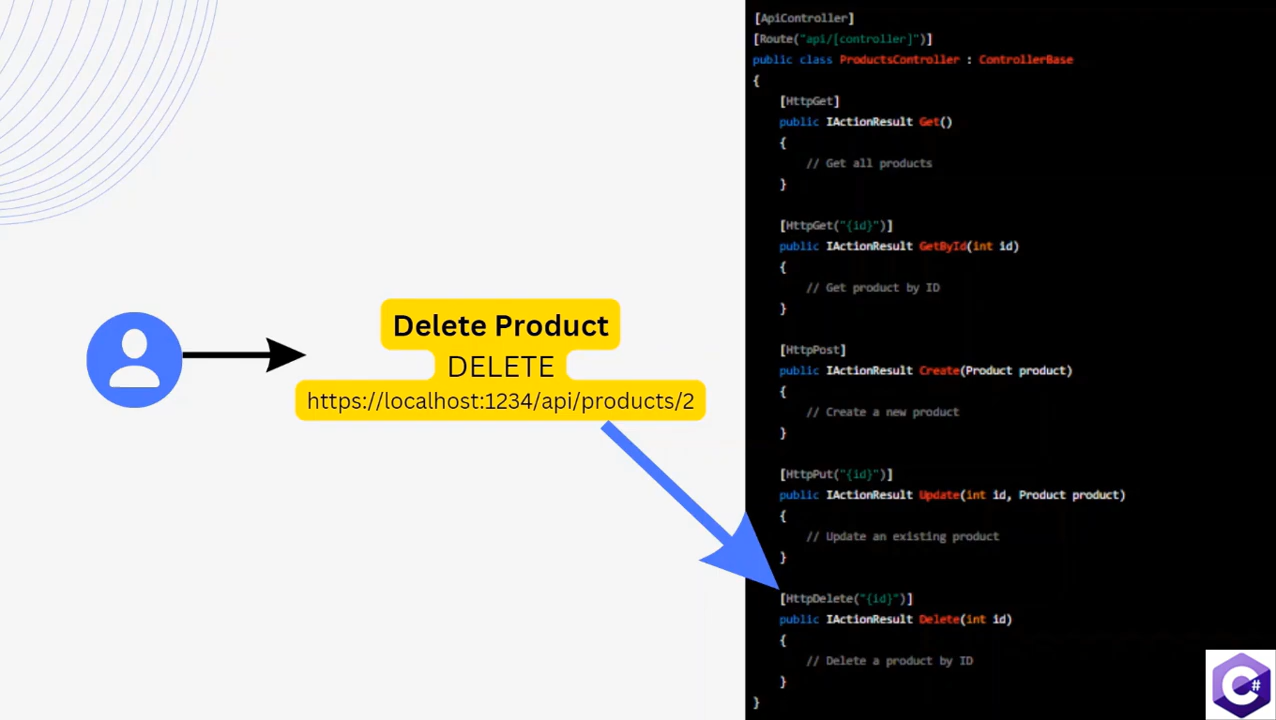 Delete Product
DELETE
https://localhost:1234/api/products/2
[ApiController]
[Route("api/[controller]")]
public class ProductsController : ControllerBase
{
    [HttpGet]
    public IActionResult Get()
    {
        // Get all products
    }

    [HttpGet("{id}")]
    public IActionResult GetById(int id)
    {
        // Get product by ID
    }

    [HttpPost]
    public IActionResult Create(Product product)
    {
        // Create a new product
    }

    [HttpPut("{id}")]
    public IActionResult Update(int id, Product product)
    {
        // Update an existing product
    }

    [HttpDelete("{id}")]
    public IActionResult Delete(int id)
    {
        // Delete a product by ID
    }
}
C#